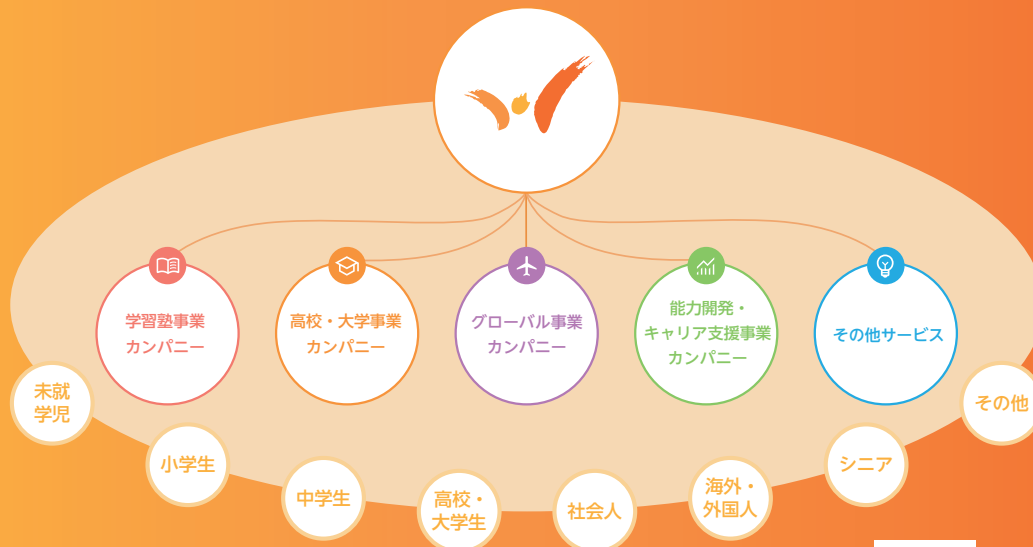 学習塾事業
カンパニー
高校・大学事業
カンパニー
グローバル事業
カンパニー
能力開発・
キャリア支援事業
カンパニー
その他サービス
未就
学児
小学生
中学生
高校・
大学生
社会人
海外・
外国人
シニア
その他